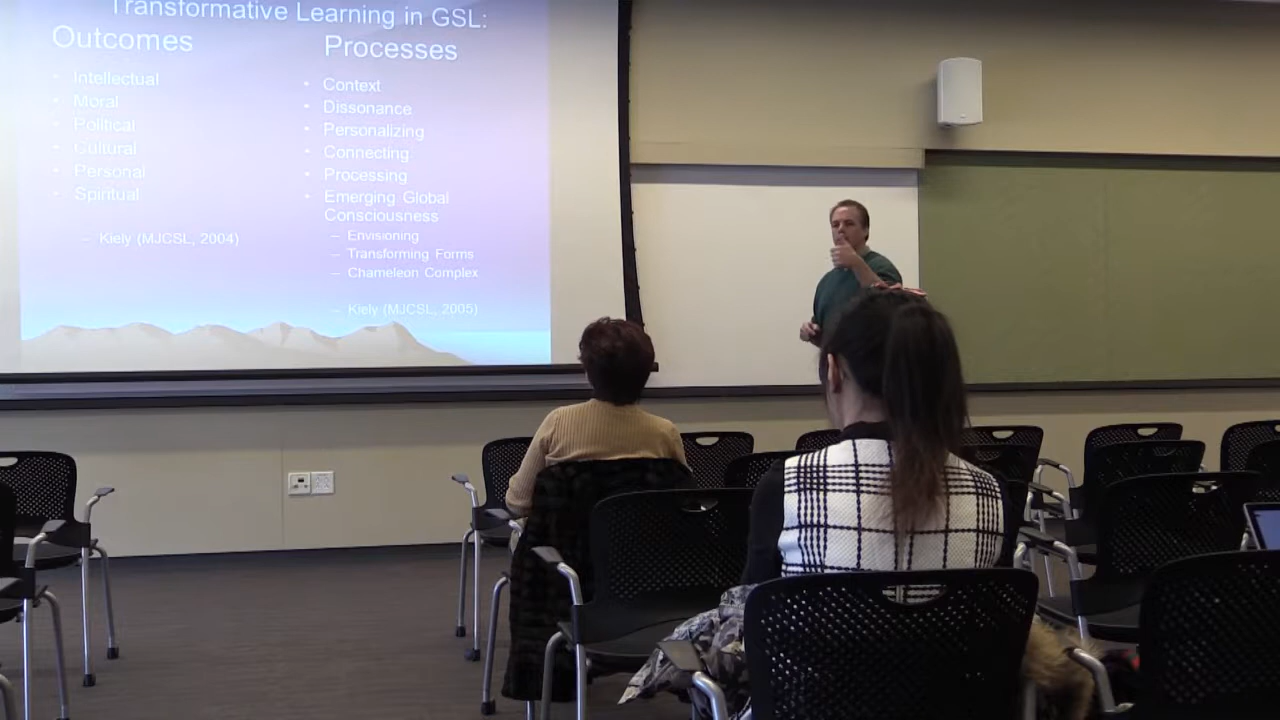 Transformative Learning in GSL:
Outcomes
• Intellectual
• Moral
• Political
• Cultural
• Personal
• Spiritual
– Kiely (MJCSL, 2004)
Processes
• Context
• Dissonance
• Personalizing
• Connecting
• Processing
• Emerging Global
Consciousness
– Envisioning
– Transforming Forms
– Chameleon Complex
– Kiely (MJCSL, 2005)